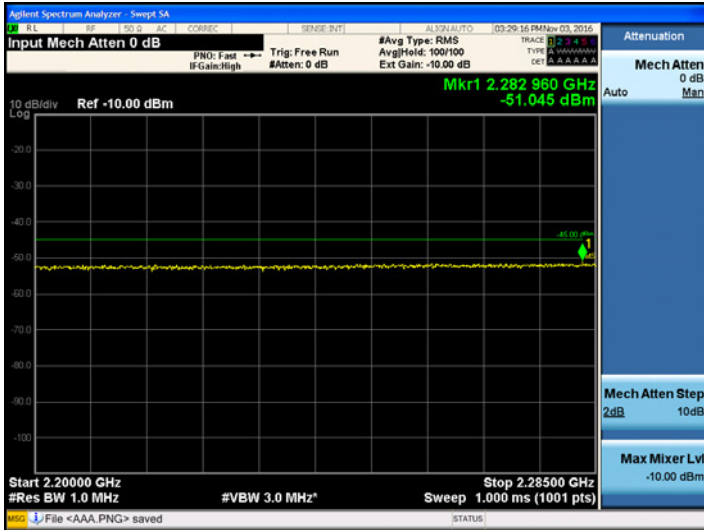 Agilent Spectrum Analyzer - Swept SA
RL RF 50 Ω AC CORREC SENSE:INT ALIGN AUTO 03:29:16 PM Nov 03, 2016
Input Mech Atten 0 dB
PNO: Fast
IFGain:High
Trig: Free Run
#Atten: 0 dB
#Avg Type: RMS
Avg|Hold: 100/100
Ext Gain: -10.00 dB
TRACE 1 2 3 4 5 6
TYPE A
DET A A A A A A
Mkr1 2.282 960 GHz
-51.045 dBm
10 dB/div Ref -10.00 dBm
Log
-20.0
-30.0
-40.0
-45.00 dBm
1
-50.0
-60.0
-70.0
-80.0
-90.0
-100
Start 2.20000 GHz Stop 2.28500 GHz
#Res BW 1.0 MHz #VBW 3.0 MHz* Sweep 1.000 ms (1001 pts)
MSG File <AAA.PNG> saved STATUS
Attenuation
Mech Atten
0 dB
Auto Man
Mech Atten Step
2dB 10dB
Max Mixer Lvl
-10.00 dBm